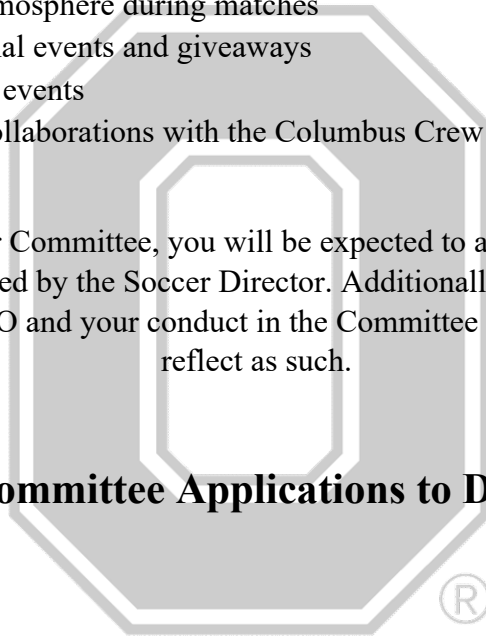 mosphere during matches
al events and giveaways
events
ollaborations with the Columbus Crew
r Committee, you will be expected to a
ed by the Soccer Director. Additionall
O and your conduct in the Committee
reflect as such.
ommittee Applications to D
®